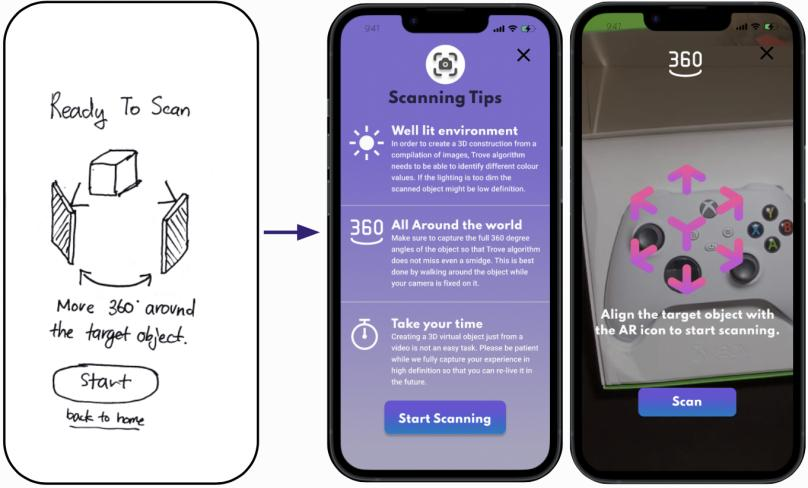 Ready To Scan
Move 360° around
the target object.
Start
back to home
9:41
Scanning Tips
Well lit environment
In order to create a 3D construction from a
compilation of images, Trove algorithm
needs to be able to identify different colour
values. If the lighting is too dim the
scanned object might be low definition.
360
All Around the world
Make sure to capture the full 360 degree
angles of the object so that Trove algorithm
does not miss even a smidge. This is best
done by walking around the object while
your camera is fixed on it.
Take your time
Creating a 3D virtual object just from a
video is not an easy task. Please be patient
while we fully capture your experience in
high definition so that you can re-live it in
the future.
Start Scanning
9:41
360
Y
X
B
A
Align the target object with
the AR icon to start scanning.
XBOX
Scan